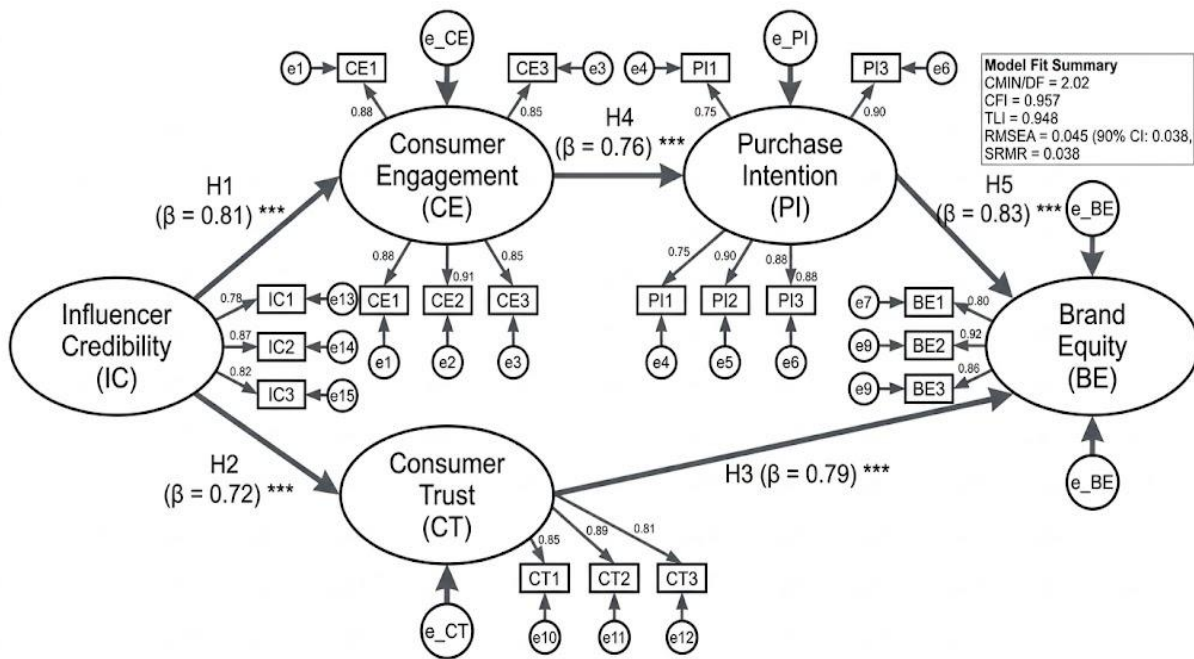 e_CE
e_PI
e1
CE1
CE3
e3
e4
PI1
PI3
e6
0.88
0.85
0.75
0.90
Model Fit Summary
CMIN/DF = 2.02
CFI = 0.957
TLI = 0.948
RMSEA = 0.045 (90% CI: 0.038,
SRMR = 0.038
H1
(β = 0.81) ***
Consumer
Engagement
(CE)
H4
(β = 0.76) ***
Purchase
Intention
(PI)
H5
(β = 0.83) ***
e_BE
0.88
0.91
0.85
CE1
CE2
CE3
e1
e2
e3
0.75
0.90
0.88
0.88
PI1
PI2
PI3
e4
e5
e6
Influencer
Credibility
(IC)
0.78
IC1
e13
0.87
IC2
e14
0.82
IC3
e15
e7
BE1
0.80
e9
BE2
0.92
e9
BE3
0.86
Brand
Equity
(BE)
e_BE
H2
(β = 0.72) ***
Consumer
Trust
(CT)
H3 (β = 0.79) ***
0.85
0.89
0.81
CT1
CT2
CT3
e10
e11
e12
e_CT